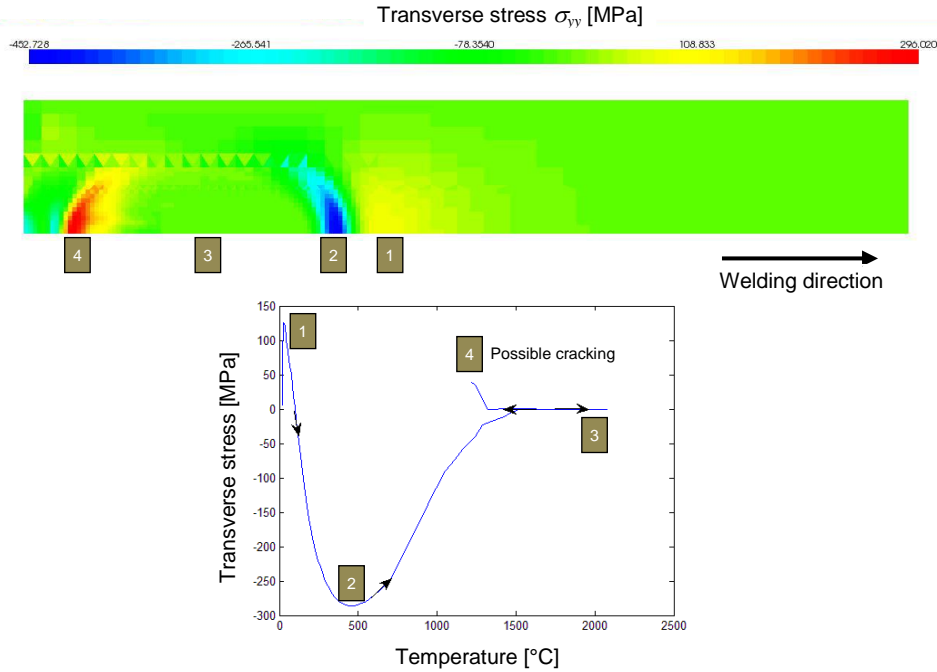 Transverse stress σyy [MPa]
-452.728 -265.541 -78.3540 108.833 296.020
4 3 2 1
Welding direction
150
100
50
0
-50
-100
-150
-200
-250
-300
0 500 1000 1500 2000 2500
1
4 Possible cracking
3
2
Transverse stress [MPa]
Temperature [°C]